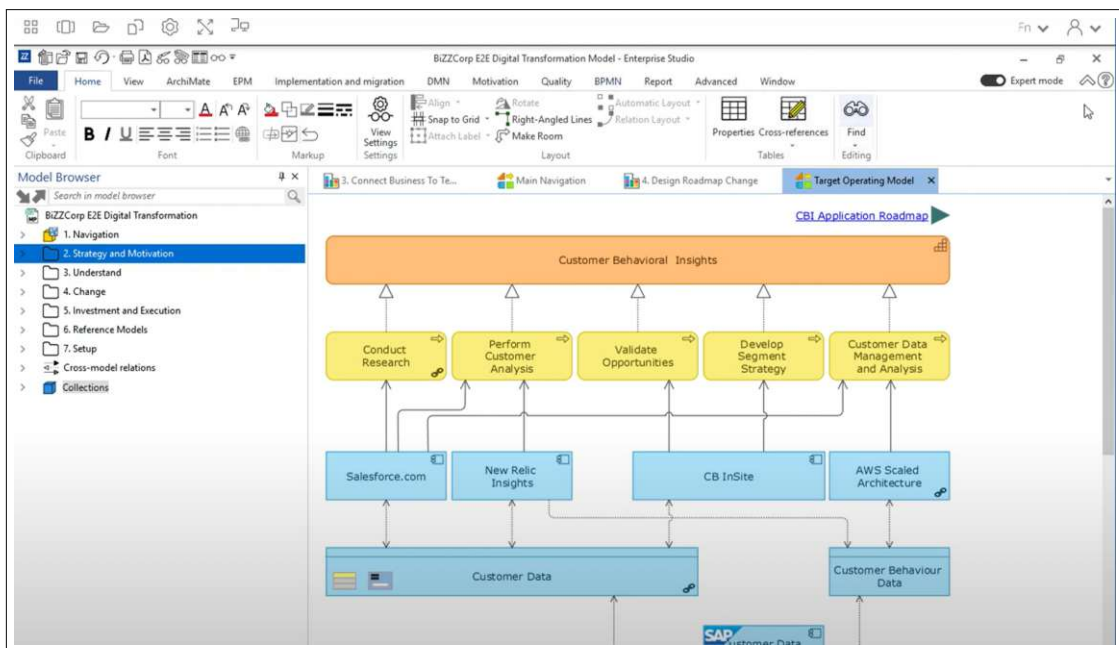 Fn
BiZZCorp E2E Digital Transformation Model - Enterprise Studio
File Home View ArchiMate EPM Implementation and migration DMN Motivation Quality BPMN Report Advanced Window Expert mode
Paste
B I U
View Settings
Align
Snap to Grid
Attach Label
Rotate
Right-Angled Lines
Make Room
Automatic Layout
Relation Layout
Properties Cross-references
Find
Clipboard Font Markup Settings Layout Tables Editing
Model Browser
Search in model browser
BiZZCorp E2E Digital Transformation
1. Navigation
2. Strategy and Motivation
3. Understand
4. Change
5. Investment and Execution
6. Reference Models
7. Setup
Cross-model relations
Collections
3. Connect Business To Te... Main Navigation 4. Design Roadmap Change Target Operating Model
CBI Application Roadmap
Customer Behavioral Insights
Conduct
Research
Perform
Customer
Analysis
Validate
Opportunities
Develop
Segment
Strategy
Customer Data
Management
and Analysis
Salesforce.com
New Relic
Insights
CB InSite
AWS Scaled
Architecture
Customer Data
Customer Behaviour
Data
SAP
Data